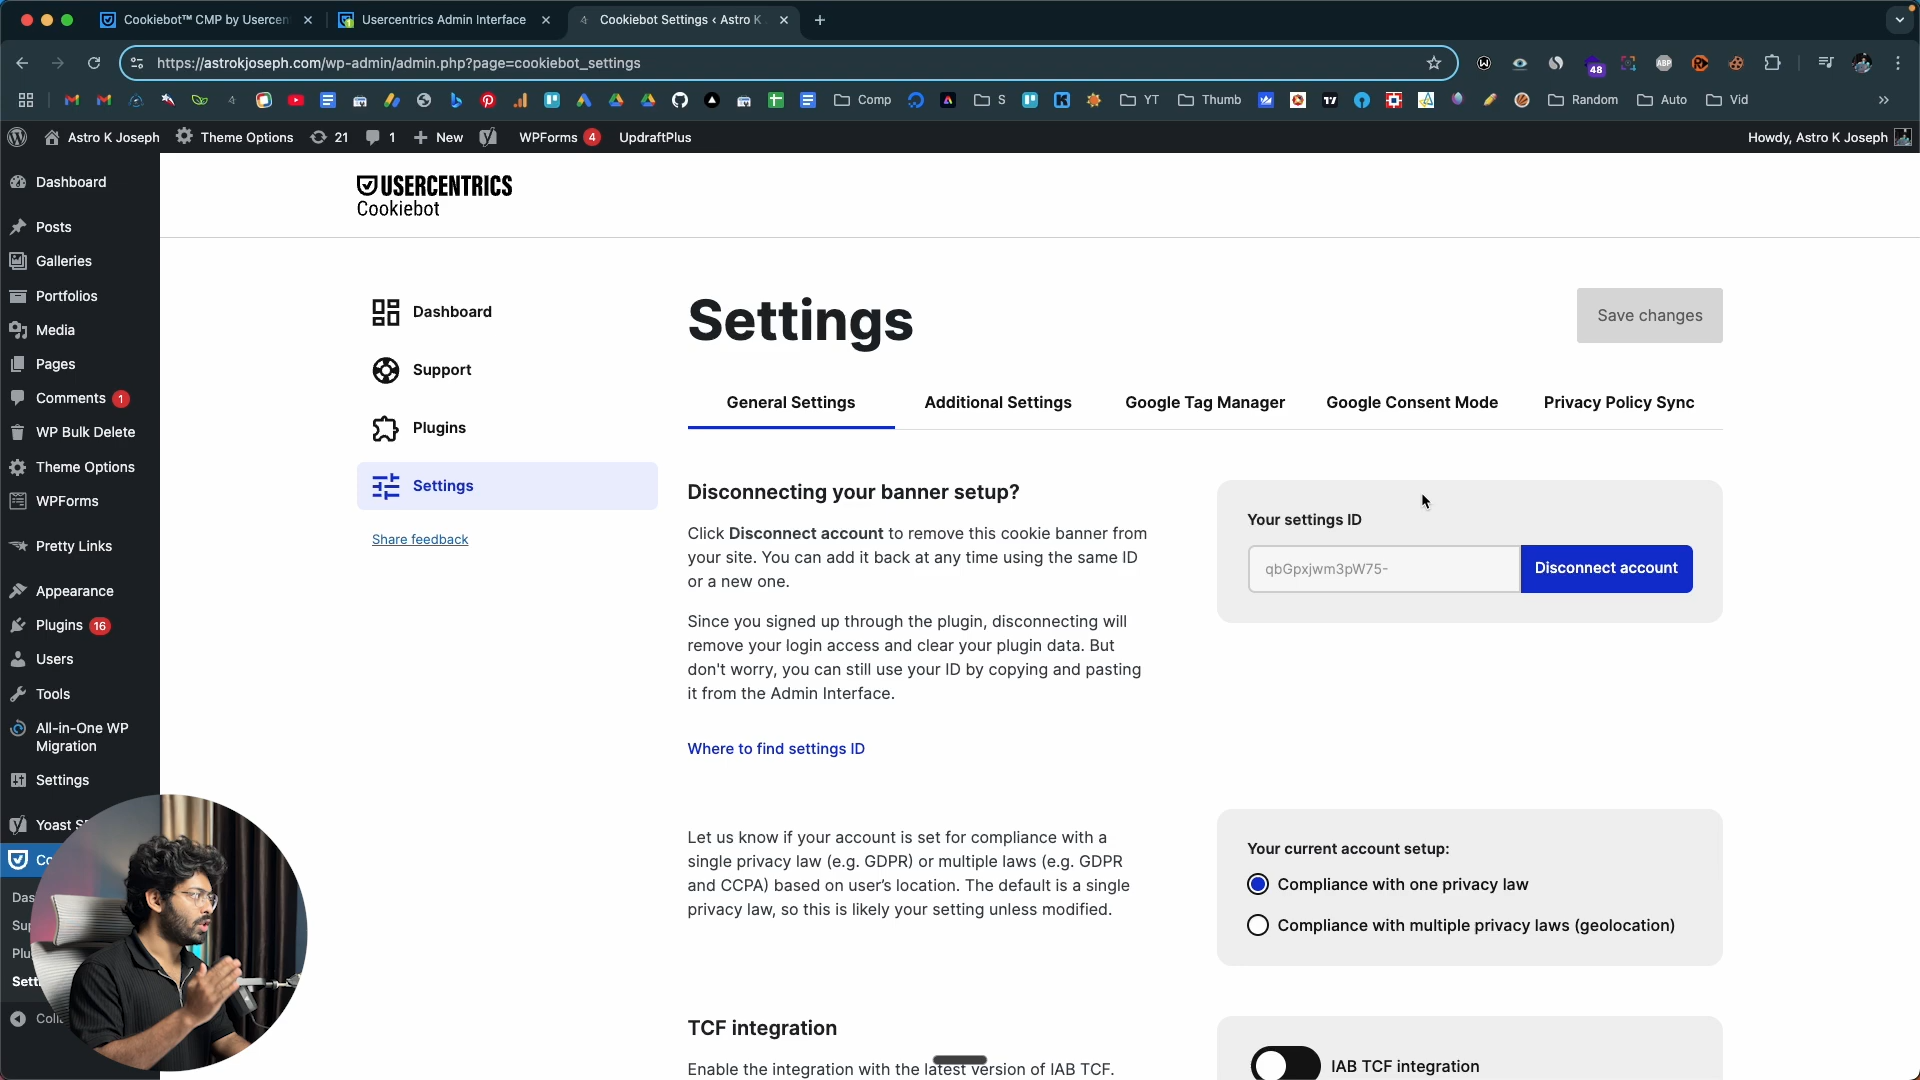 Cookiebot™ CMP by Usercen
Usercentrics Admin Interface
Cookiebot Settings ‹ Astro K
https://astrokjoseph.com/wp-admin/admin.php?page=cookiebot_settings
48
ABP
Comp
S
YT
Thumb
Random
Auto
Vid
Astro K Joseph
Theme Options
21
1
New
WPForms 4
UpdraftPlus
Howdy, Astro K Joseph
Dashboard
Posts
Galleries
Portfolios
Media
Pages
Comments 1
WP Bulk Delete
Theme Options
WPForms
Pretty Links
Appearance
Plugins 16
Users
Tools
All-in-One WP
Migration
Settings
Yoast S
Co
Das
Su
Plu
Sett
Coll
USERCENTRICS
Cookiebot
Dashboard
Support
Plugins
Settings
Share feedback
Settings
Save changes
General Settings
Additional Settings
Google Tag Manager
Google Consent Mode
Privacy Policy Sync
Disconnecting your banner setup?
Click Disconnect account to remove this cookie banner from
your site. You can add it back at any time using the same ID
or a new one.
Since you signed up through the plugin, disconnecting will
remove your login access and clear your plugin data. But
don't worry, you can still use your ID by copying and pasting
it from the Admin Interface.
Where to find settings ID
Your settings ID
qbGpxjwm3pW75-
Disconnect account
Let us know if your account is set for compliance with a
single privacy law (e.g. GDPR) or multiple laws (e.g. GDPR
and CCPA) based on user’s location. The default is a single
privacy law, so this is likely your setting unless modified.
Your current account setup:
Compliance with one privacy law
Compliance with multiple privacy laws (geolocation)
TCF integration
Enable the integration with the latest version of IAB TCF.
IAB TCF integration